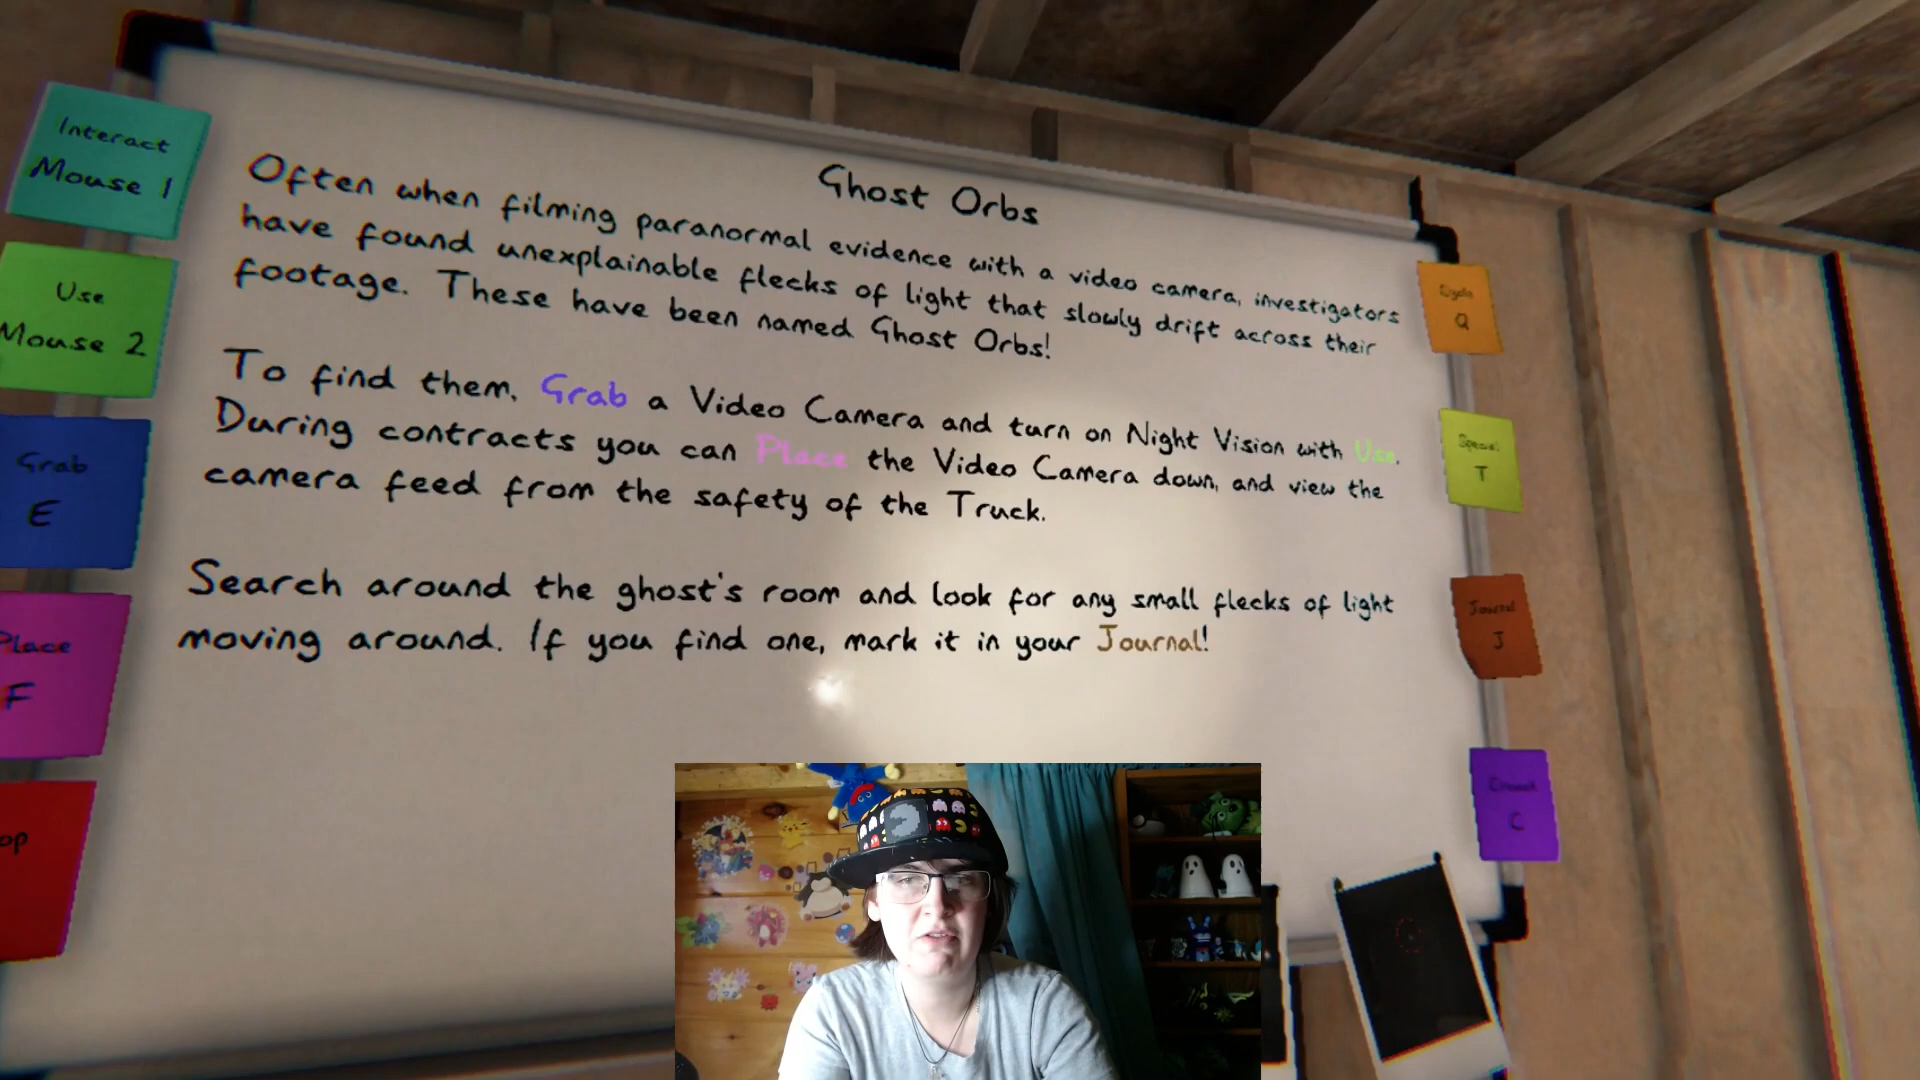 Interact
Mouse 1
Use
Mouse 2
Grab
E
Place
F
op
Ghost Orbs
Often when filming paranormal evidence with a video camera, investigators
have found unexplainable flecks of light that slowly drift across their
footage. These have been named Ghost Orbs!
To find them, Grab a Video Camera and turn on Night Vision with Use.
During contracts you can Place the Video Camera down, and view the
camera feed from the safety of the Truck.
Search around the ghost's room and look for any small flecks of light
moving around. If you find one, mark it in your Journal!
Q
Special
T
Journal
J
Crouch
C